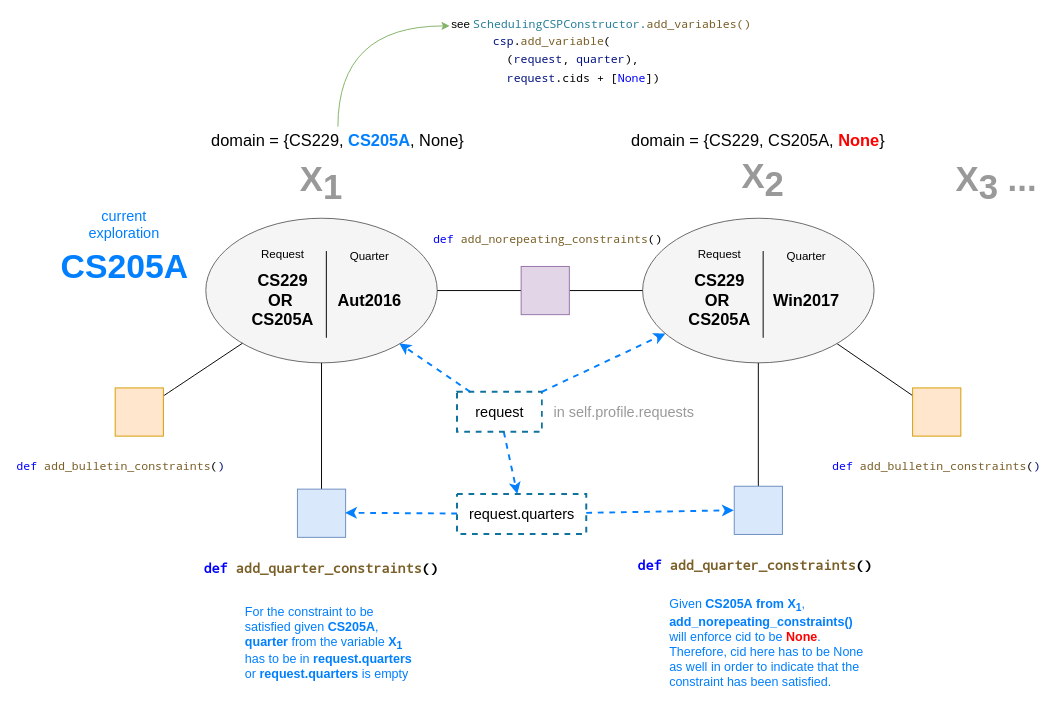 see SchedulingCSPConstructor.add_variables()
csp.add_variable(
(request, quarter),
request.cids + [None])
domain = {CS229, CS205A, None}
domain = {CS229, CS205A, None}
X1
X2
X3 ...
current
exploration
CS205A
Request
Quarter
CS229
OR
CS205A
Aut2016
def add_norepeating_constraints()
Request
Quarter
CS229
OR
CS205A
Win2017
request
in self.profile.requests
def add_bulletin_constraints()
def add_bulletin_constraints()
request.quarters
def add_quarter_constraints()
def add_quarter_constraints()
For the constraint to be
satisfied given CS205A,
quarter from the variable X1
has to be in request.quarters
or request.quarters is empty
Given CS205A from X1,
add_norepeating_constraints()
will enforce cid to be None.
Therefore, cid here has to be None
as well in order to indicate that the
constraint has been satisfied.